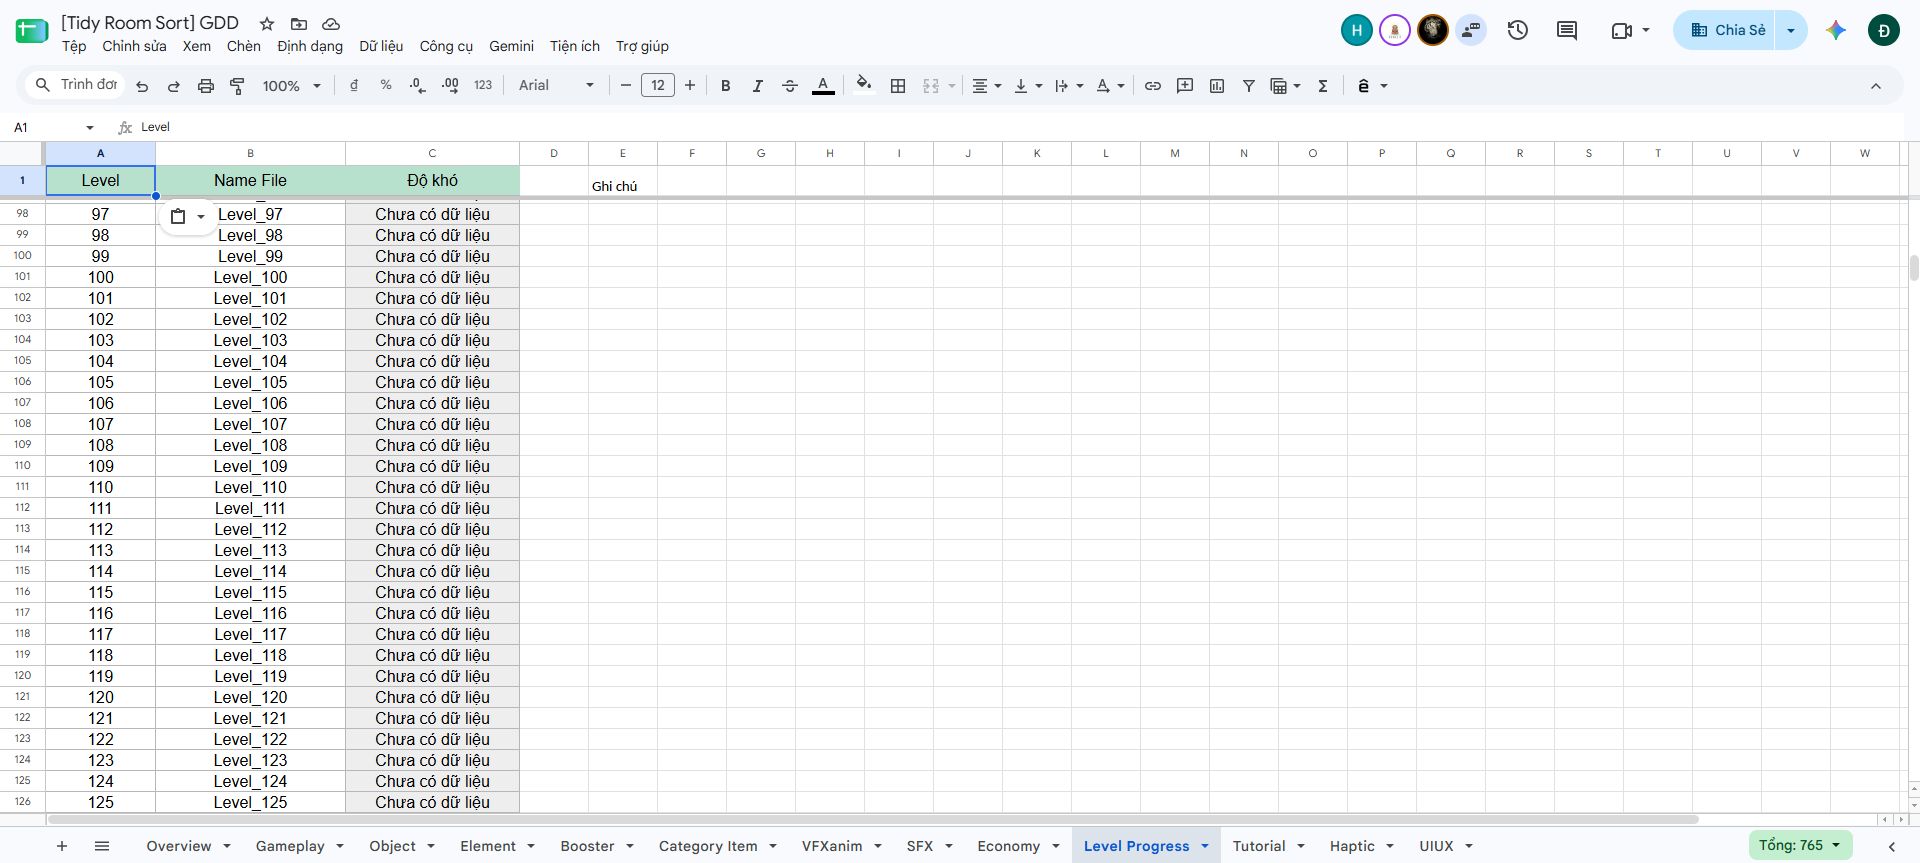 [Tidy Room Sort] GDD
Tệp Chỉnh sửa Xem Chèn Định dạng Dữ liệu Công cụ Gemini Tiện ích Trợ giúp
H Chia Sẻ Đ
Trình đơn 100% đ % .0 .00 123 Arial 12 B I A Σ ê
A1 fx Level
A B C D E F G H I J K L M N O P Q R S T U V W
1 Level Name File Độ khó Ghi chú
98 97 Level_97 Chưa có dữ liệu
99 98 Level_98 Chưa có dữ liệu
100 99 Level_99 Chưa có dữ liệu
101 100 Level_100 Chưa có dữ liệu
102 101 Level_101 Chưa có dữ liệu
103 102 Level_102 Chưa có dữ liệu
104 103 Level_103 Chưa có dữ liệu
105 104 Level_104 Chưa có dữ liệu
106 105 Level_105 Chưa có dữ liệu
107 106 Level_106 Chưa có dữ liệu
108 107 Level_107 Chưa có dữ liệu
109 108 Level_108 Chưa có dữ liệu
110 109 Level_109 Chưa có dữ liệu
111 110 Level_110 Chưa có dữ liệu
112 111 Level_111 Chưa có dữ liệu
113 112 Level_112 Chưa có dữ liệu
114 113 Level_113 Chưa có dữ liệu
115 114 Level_114 Chưa có dữ liệu
116 115 Level_115 Chưa có dữ liệu
117 116 Level_116 Chưa có dữ liệu
118 117 Level_117 Chưa có dữ liệu
119 118 Level_118 Chưa có dữ liệu
120 119 Level_119 Chưa có dữ liệu
121 120 Level_120 Chưa có dữ liệu
122 121 Level_121 Chưa có dữ liệu
123 122 Level_122 Chưa có dữ liệu
124 123 Level_123 Chưa có dữ liệu
125 124 Level_124 Chưa có dữ liệu
126 125 Level_125 Chưa có dữ liệu
Overview Gameplay Object Element Booster Category Item VFXanim SFX Economy Level Progress Tutorial Haptic UIUX Tổng: 765